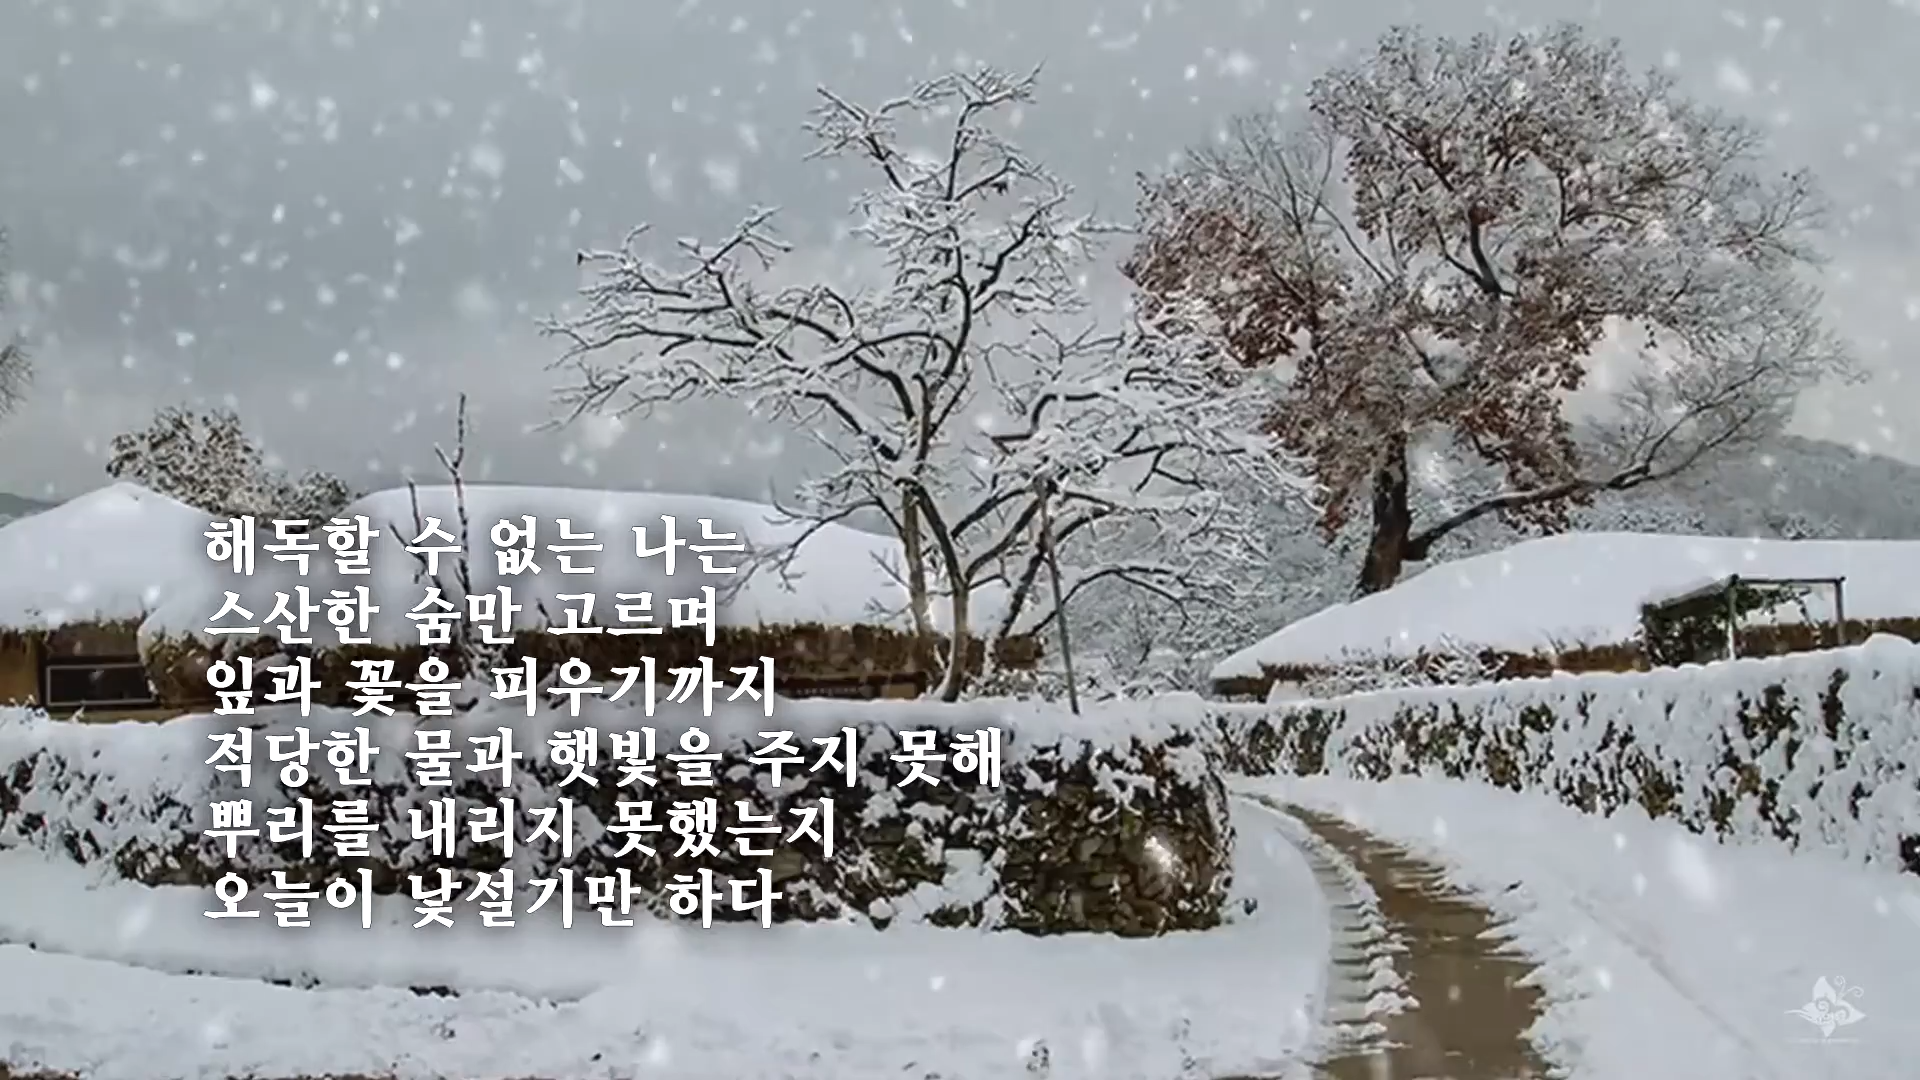 해독할 수 없는 나는
스산한 숨만 고르며
잎과 꽃을 피우기까지
적당한 물과 햇빛을 주지 못해
뿌리를 내리지 못했는지
오늘이 낯설기만 하다